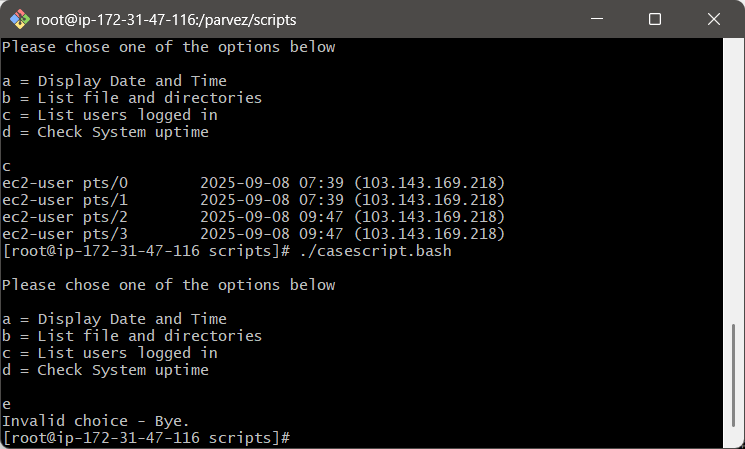 root@ip-172-31-47-116:/parvez/scripts
Please chose one of the options below
a = Display Date and Time
b = List file and directories
c = List users logged in
d = Check System uptime
c
ec2-user pts/0        2025-09-08 07:39 (103.143.169.218)
ec2-user pts/1        2025-09-08 07:39 (103.143.169.218)
ec2-user pts/2        2025-09-08 09:47 (103.143.169.218)
ec2-user pts/3        2025-09-08 09:47 (103.143.169.218)
[root@ip-172-31-47-116 scripts]# ./casescript.bash
Please chose one of the options below
a = Display Date and Time
b = List file and directories
c = List users logged in
d = Check System uptime
e
Invalid choice - Bye.
[root@ip-172-31-47-116 scripts]#